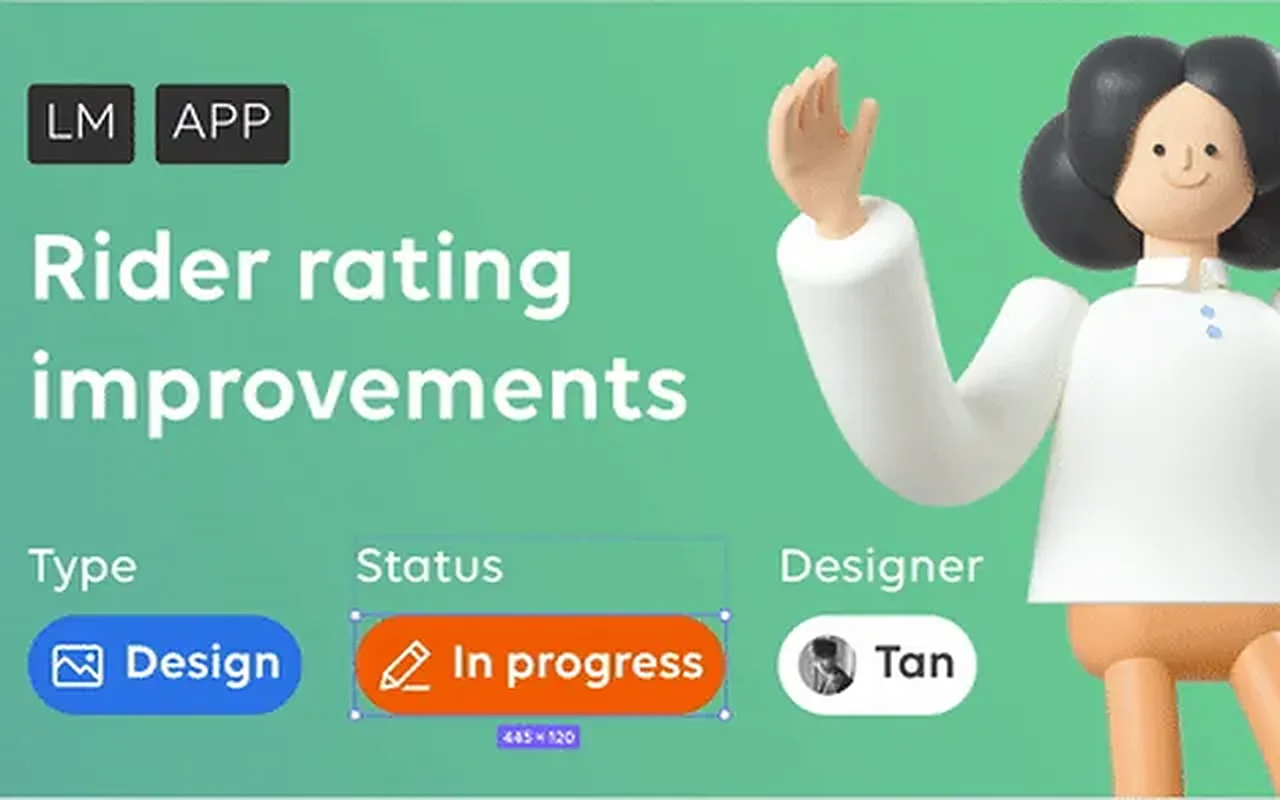 LM APP
Rider rating
improvements
Type Status Designer
Design In progress Tan
445 × 120